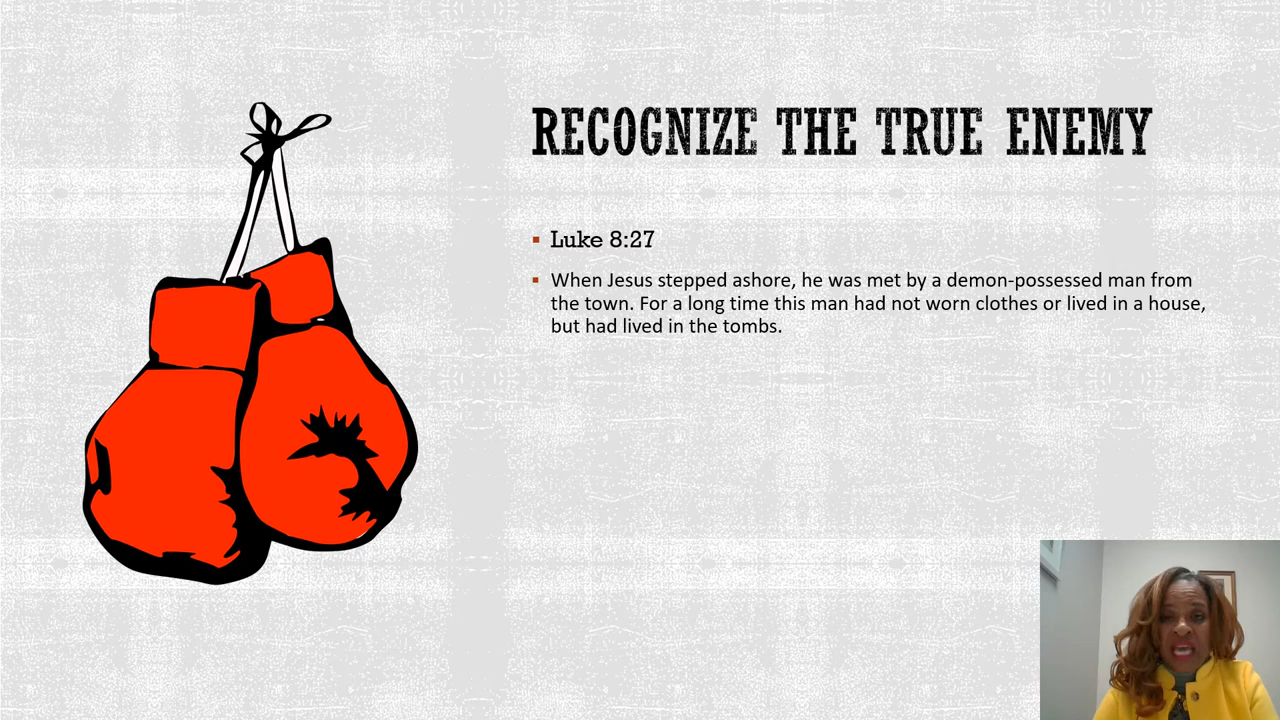 RECOGNIZE THE TRUE ENEMY
▪ Luke 8:27
▪ When Jesus stepped ashore, he was met by a demon-possessed man from
the town. For a long time this man had not worn clothes or lived in a house,
but had lived in the tombs.